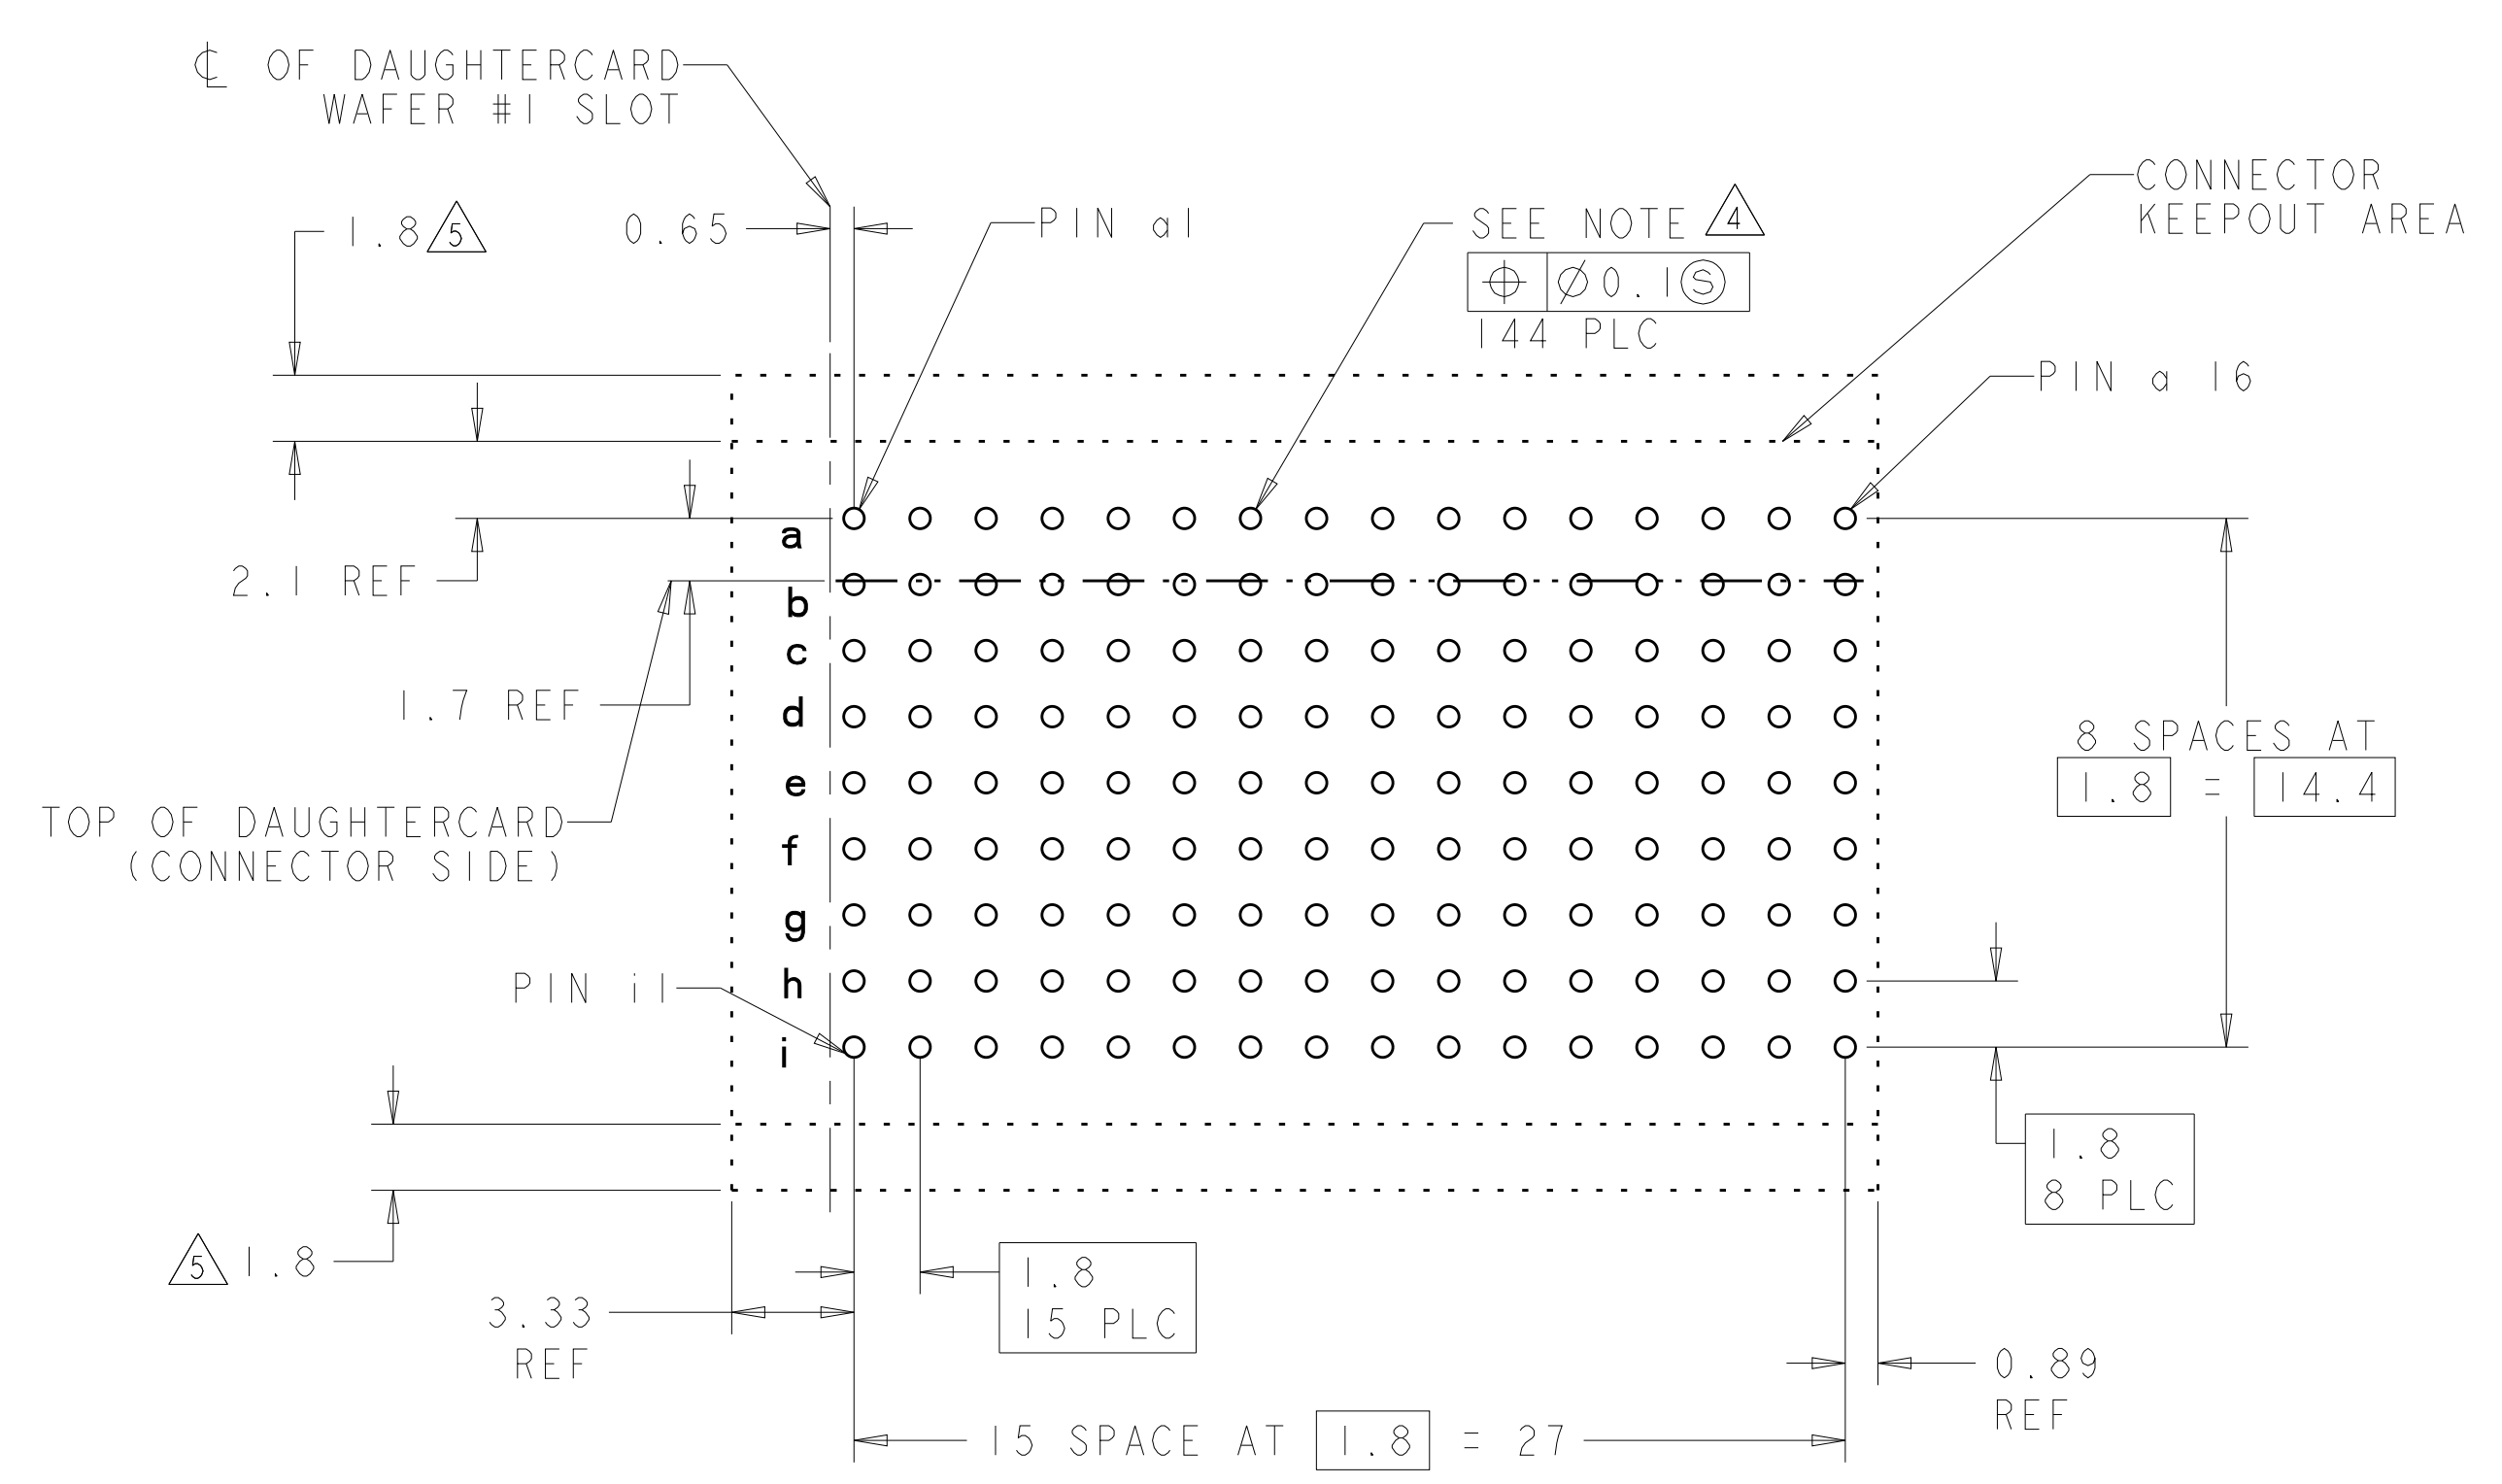 ℄ OF DAUGHTERCARD
WAFER #1 SLOT
CONNECTOR
KEEPOUT AREA
1.8 5
0.65
PIN a1
SEE NOTE 4
⌖ ⌀0.1Ⓢ
144 PLC
PIN a 16
a
2.1 REF
b
c
1.7 REF
d
8 SPACES AT
1.8 = 14.4
e
TOP OF DAUGHTERCARD
(CONNECTOR SIDE)
f
g
PIN i1
h
i
1.8
8 PLC
5 1.8
1.8
15 PLC
3.33
REF
0.89
REF
15 SPACE AT 1.8 = 27